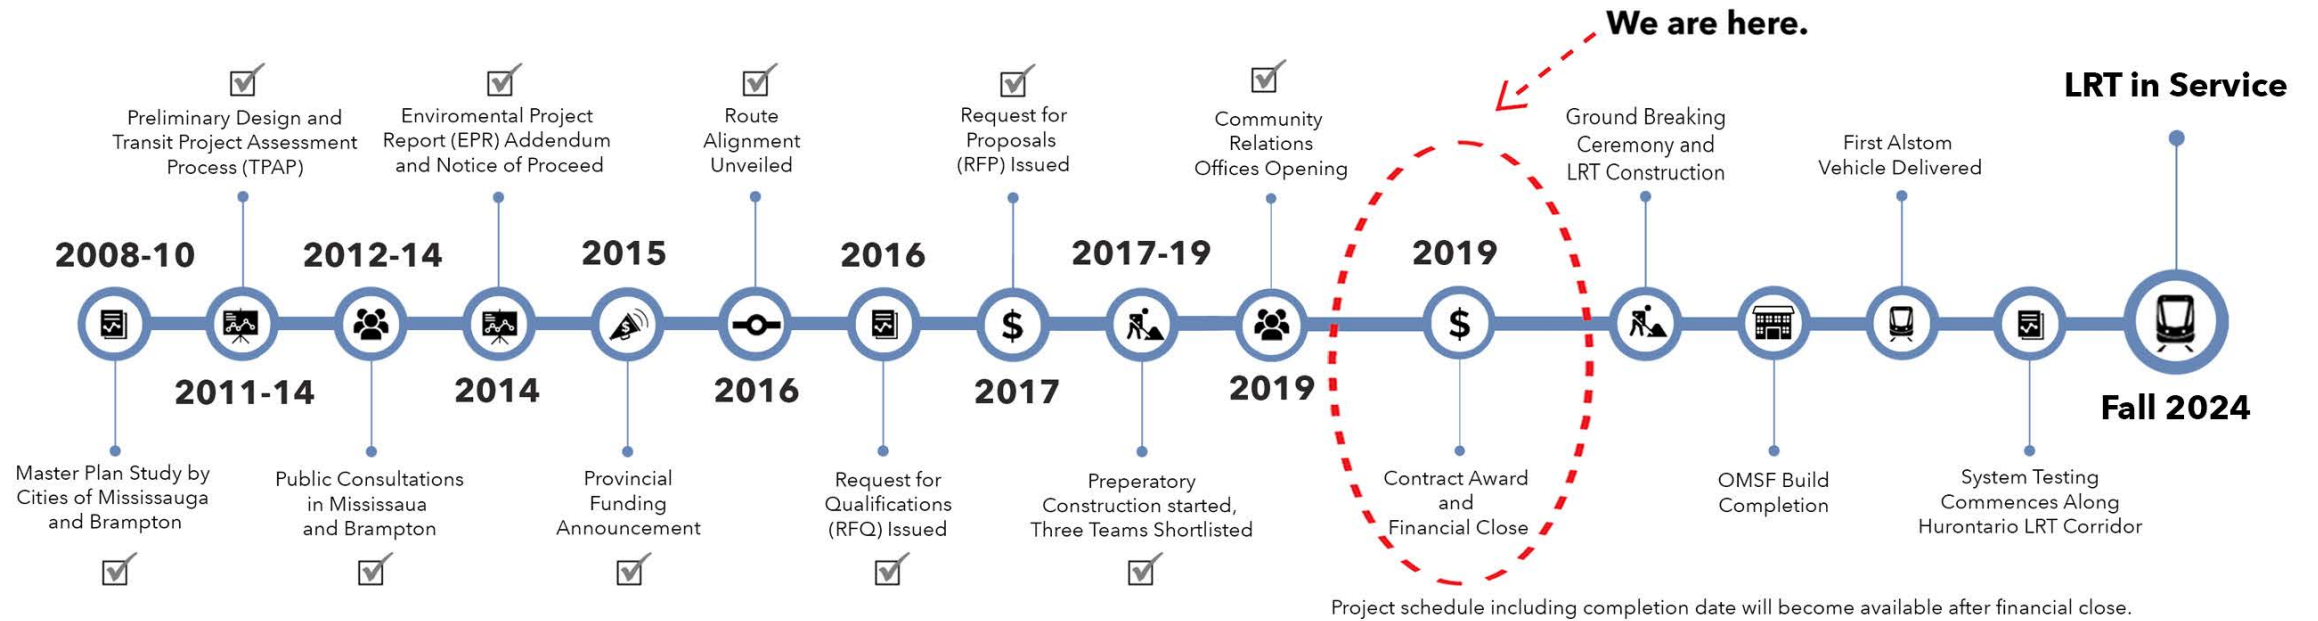 We are here.
LRT in Service
Preliminary Design and
Transit Project Assessment
Process (TPAP)
Enviromental Project
Report (EPR) Addendum
and Notice of Proceed
Route
Alignment
Unveiled
Request for
Proposals
(RFP) Issued
Community
Relations
Offices Opening
Ground Breaking
Ceremony and
LRT Construction
First Alstom
Vehicle Delivered
2008-10
2012-14
2015
2016
2017-19
2019
$
$
2011-14
2014
2016
2017
2019
Fall 2024
Master Plan Study by
Cities of Mississauga
and Brampton
Public Consultations
in Missisaua
and Brampton
Provincial
Funding
Announcement
Request for
Qualifications
(RFQ) Issued
Preperatory
Construction started,
Three Teams Shortlisted
Contract Award
and
Financial Close
OMSF Build
Completion
System Testing
Commences Along
Hurontario LRT Corridor
Project schedule including completion date will become available after financial close.